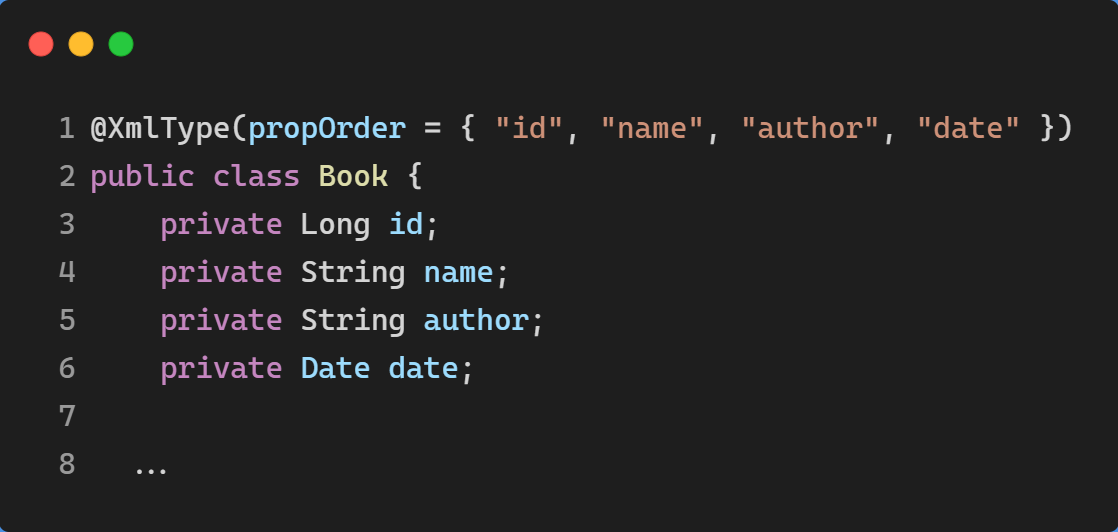 1 @XmlType(propOrder = { "id", "name", "author", "date" })
2 public class Book {
3     private Long id;
4     private String name;
5     private String author;
6     private Date date;
7
8   ...